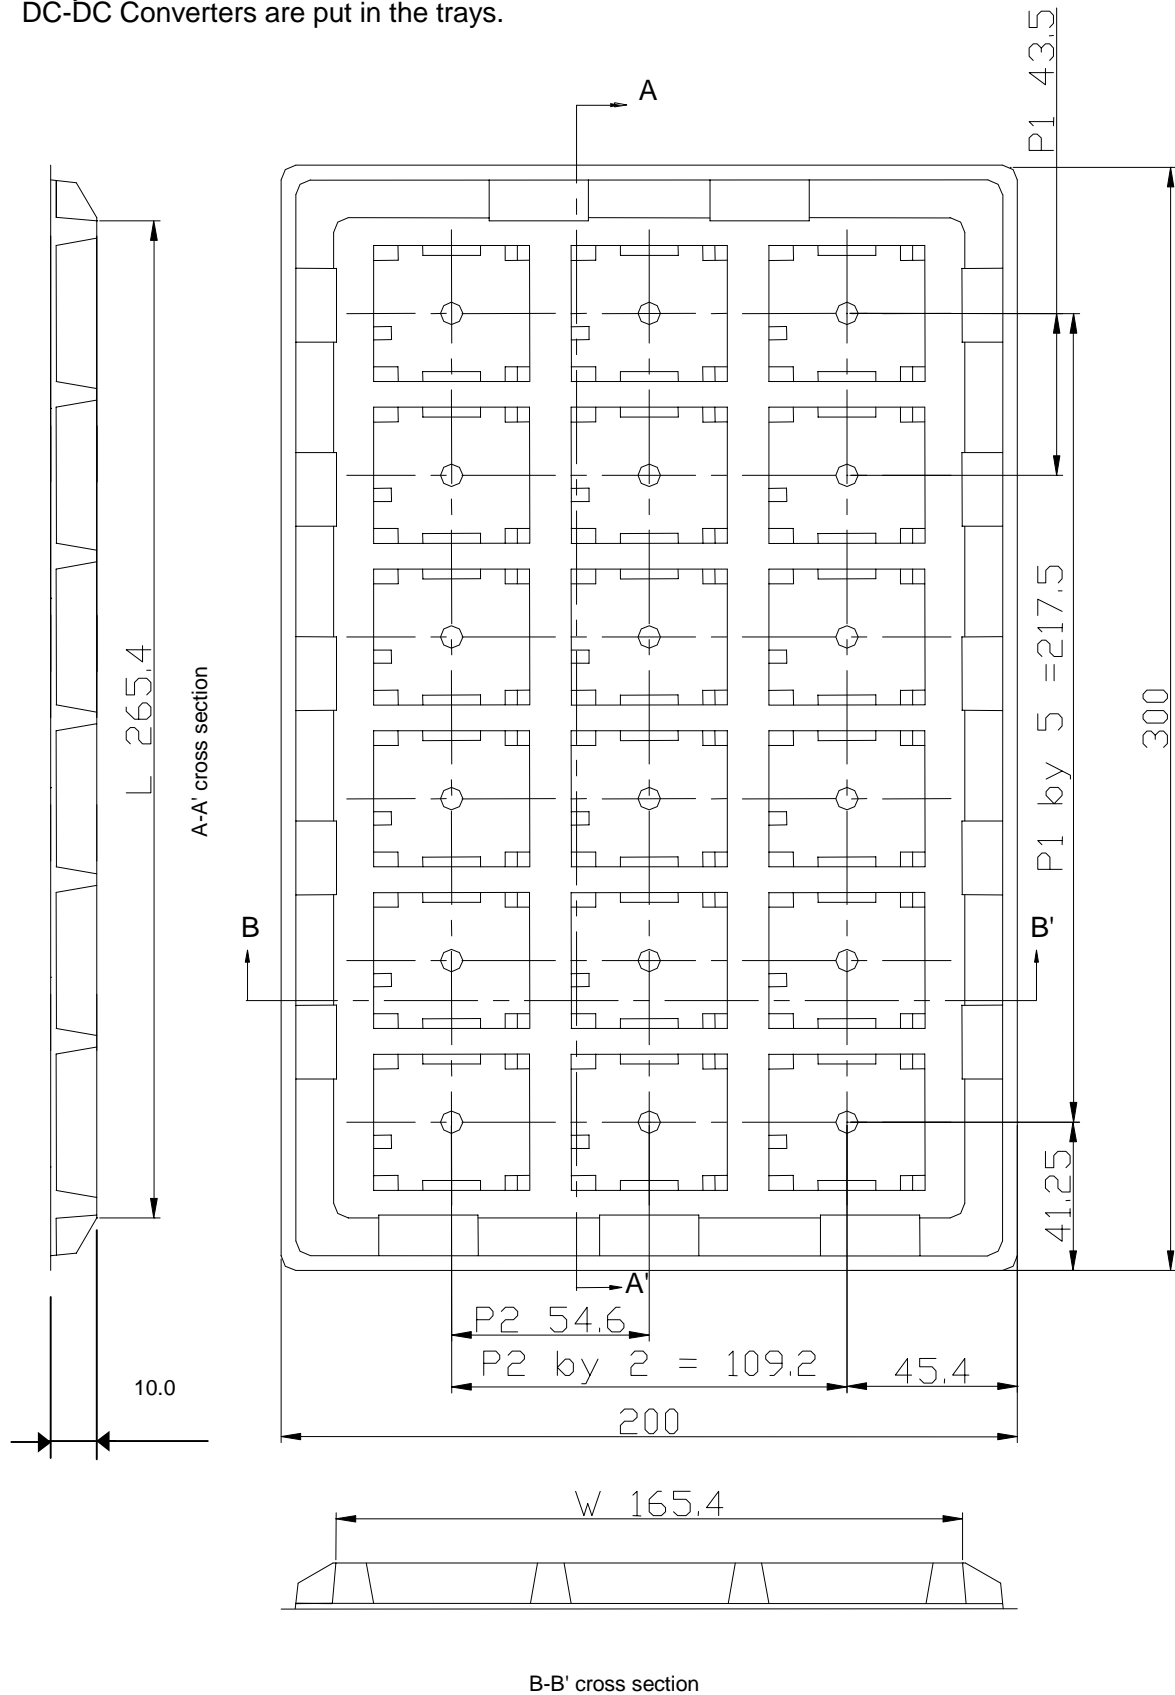 DC-DC Converters are put in the trays.
P1 43.5
A
L 265.4
A-A' cross section
P1 by 5 =217.5
300
B
B'
41.25
A'
P2 54.6
P2 by 2 = 109.2
45.4
10.0
200
W 165.4
B-B' cross section